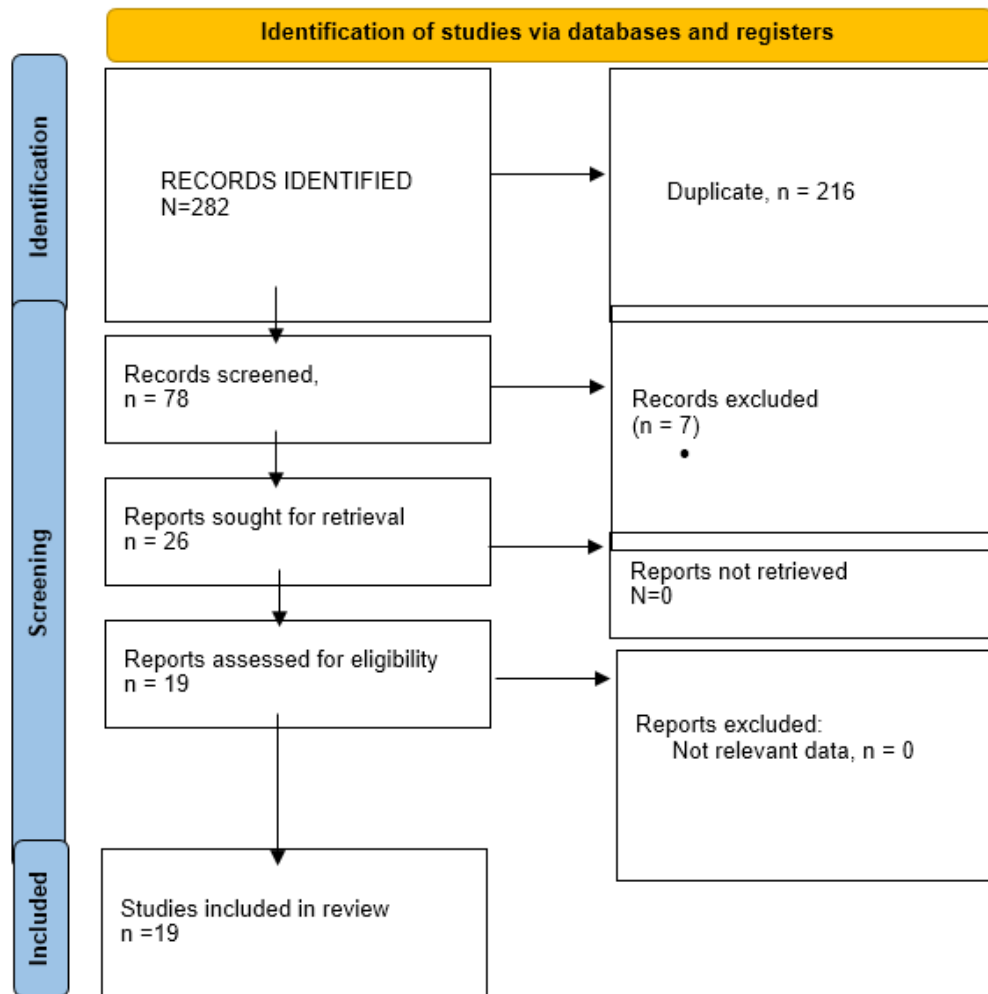 Identification of studies via databases and registers
Identification
RECORDS IDENTIFIED
N=282
Duplicate, n = 216
Screening
Records screened,
n = 78
Records excluded
(n = 7)
•
Reports sought for retrieval
n = 26
Reports not retrieved
N=0
Reports assessed for eligibility
n = 19
Reports excluded:
Not relevant data, n = 0
Included
Studies included in review
n =19